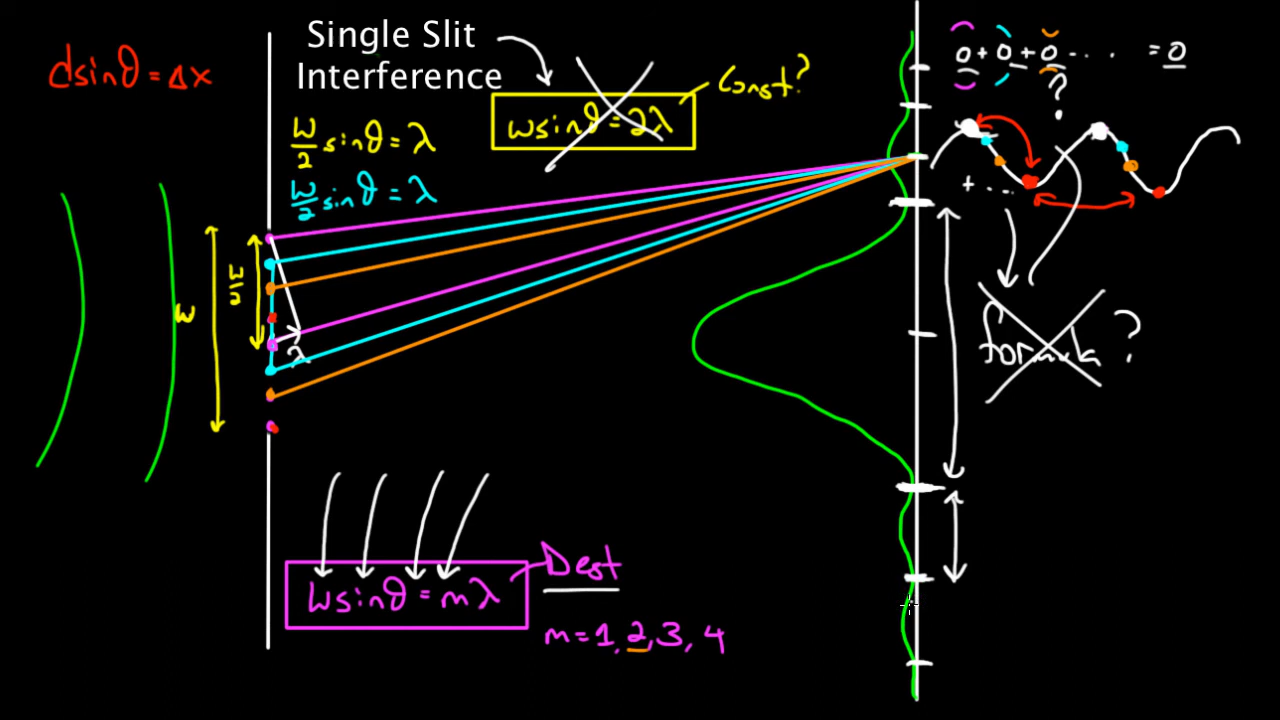 dsinθ = Δx
Single Slit
Interference
w/2 sinθ = λ
w/2 sinθ = λ
wsinθ = 2λ
Const?
0 + 0 + 0 . . . . = 0
?
+ ...
formula ?
w
w/2
λ
Wsinθ = mλ
Dest
m = 1, 2, 3, 4